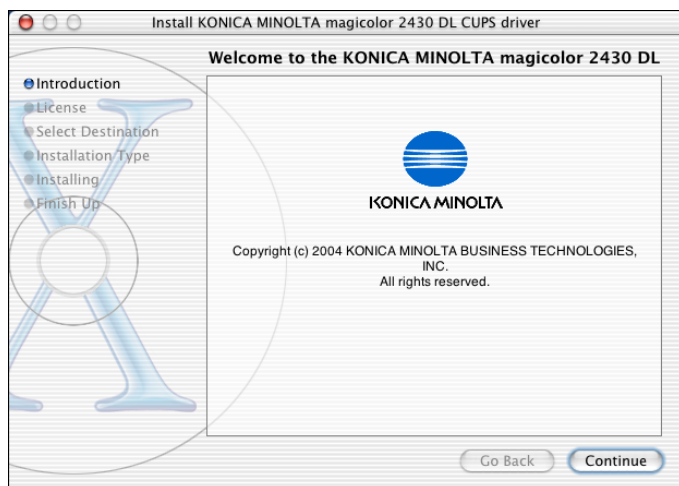 Install KONICA MINOLTA magicolor 2430 DL CUPS driver
Welcome to the KONICA MINOLTA magicolor 2430 DL
Introduction
License
Select Destination
Installation Type
Installing
Finish Up
KONICA MINOLTA
Copyright (c) 2004 KONICA MINOLTA BUSINESS TECHNOLOGIES,
INC.
All rights reserved.
Go Back
Continue